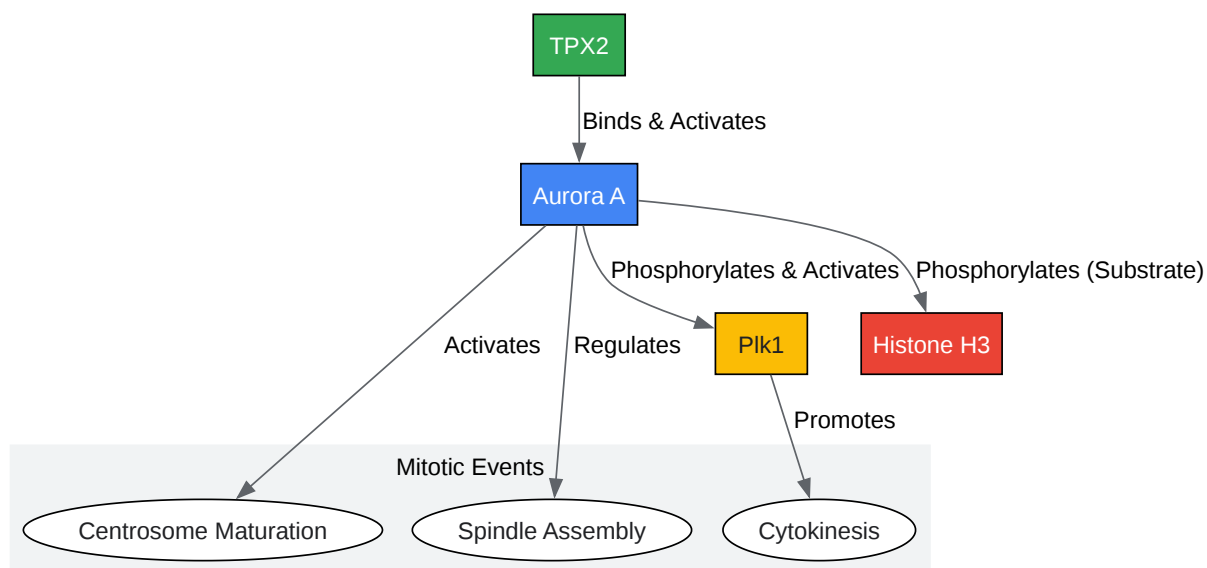 TPX2
Binds & Activates
Aurora A
Phosphorylates & Activates
Phosphorylates (Substrate)
Activates
Regulates
Plk1
Histone H3
Promotes
Mitotic Events
Centrosome Maturation
Spindle Assembly
Cytokinesis